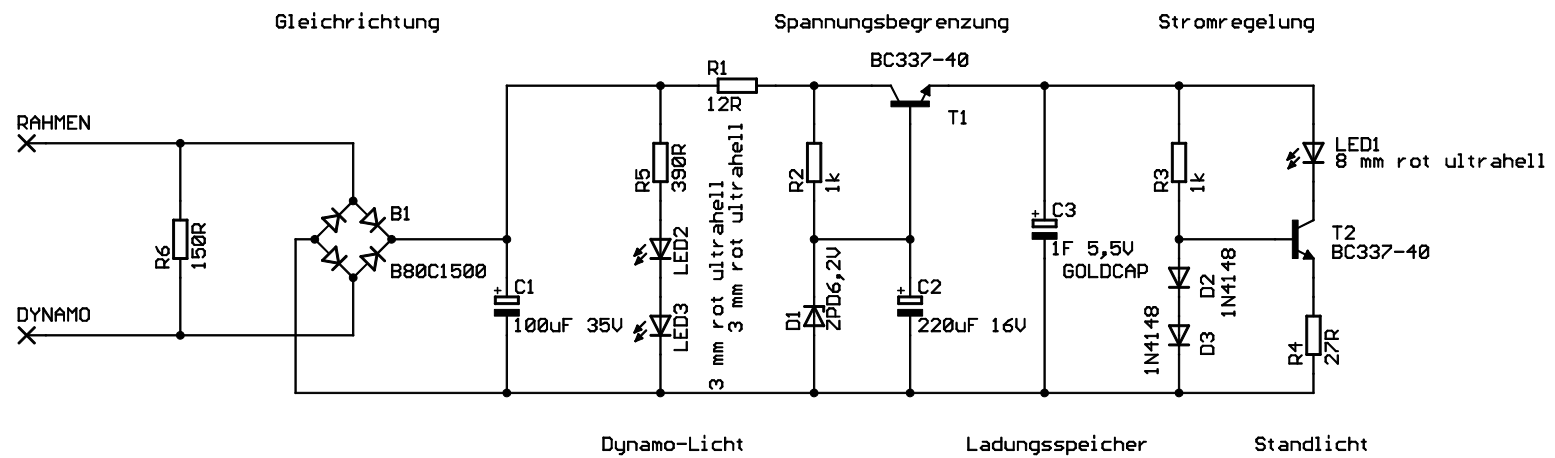 Gleichrichtung
Spannungsbegrenzung
Stromregelung
BC337-40
T1
R1
12R
RAHMEN
DYNAMO
R6
150R
B1
B80C1500
+
C1
100uF 35V
R5
390R
LED2
LED3
3 mm rot ultrahell
3 mm rot ultrahell
R2
1k
D1
ZPD6,2V
+
C2
220uF 16V
+
C3
1F 5,5V
GOLDCAP
R3
1k
D2
1N4148
D3
1N4148
LED1
8 mm rot ultrahell
T2
BC337-40
R4
27R
Dynamo-Licht
Ladungsspeicher
Standlicht